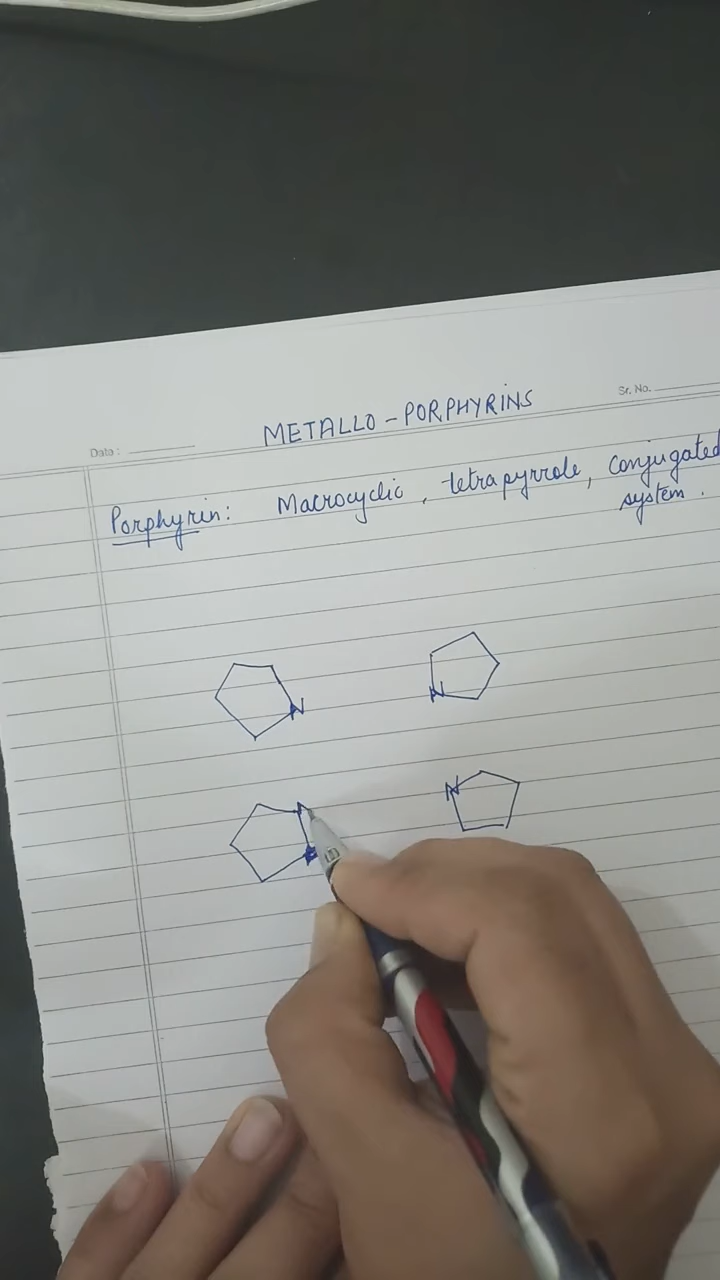 Sr. No.
Date :
METALLO - PORPHYRINS
Porphyrin: Macrocyclic , tetrapyrrole, Conjugated
system .
N
N
N
N